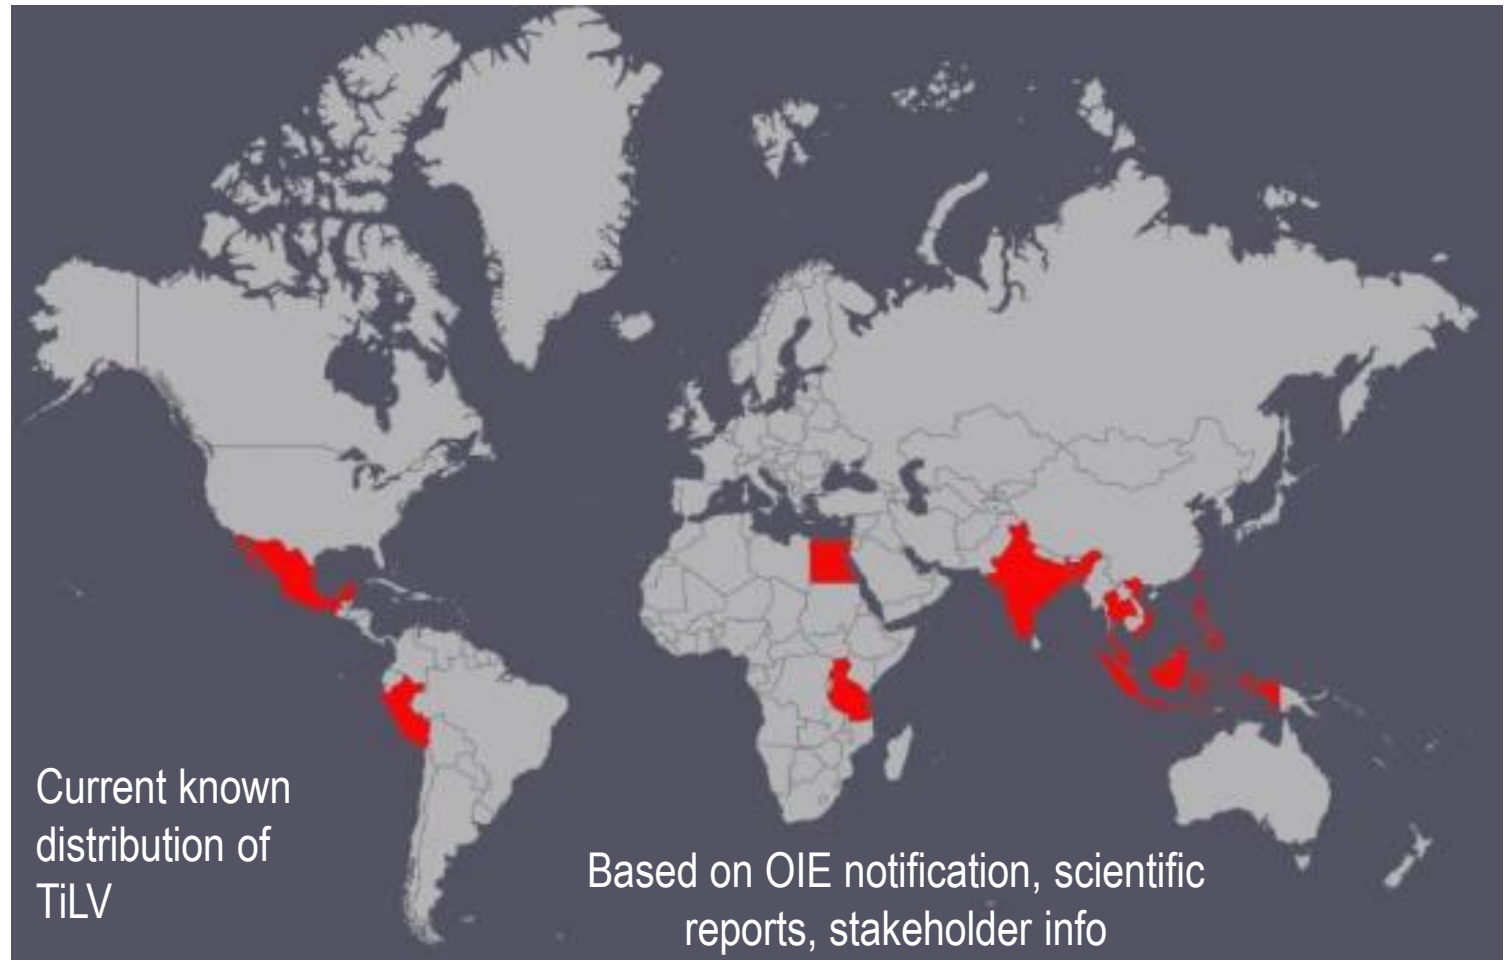 Current known
distribution of
TiLV
Based on OIE notification, scientific
reports, stakeholder info